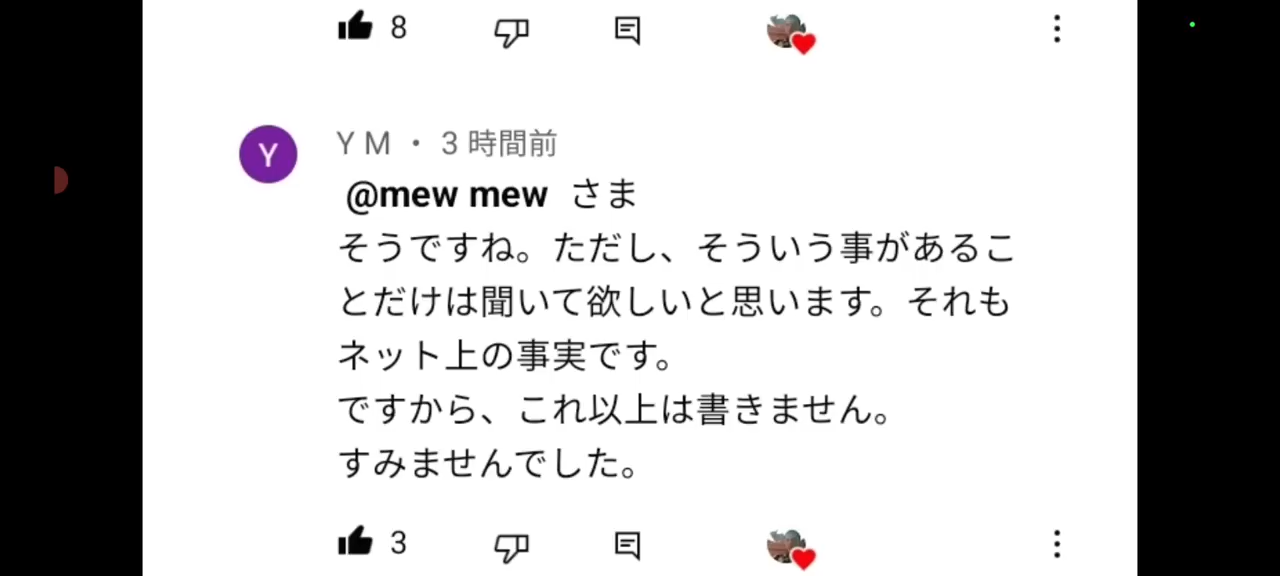 8
Y
Y M ・ 3 時間前
@mew mew さま
そうですね。ただし、そういう事があるこ
とだけは聞いて欲しいと思います。それも
ネット上の事実です。
ですから、これ以上は書きません。
すみませんでした。
3